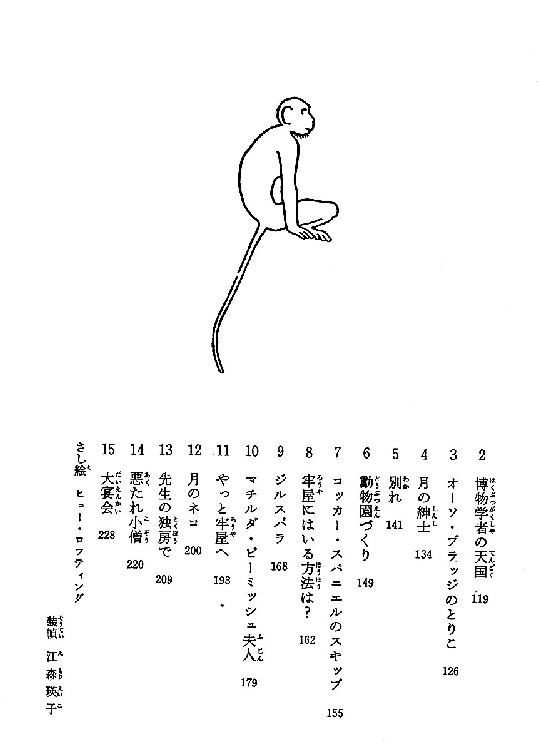 2 博物学者の天国 119
3 オーソ・ブラッジのとりこ 126
4 月の紳士 134
5 別れ 141
6 動物園づくり 149
7 コッカー・スパニエルのスキップ 155
8 牢屋にはいる方法は? 162
9 ジルスバラ 168
10 マチルダ・ビーミッシュ夫人 179
11 やっと牢屋へ 193
12 月のネコ 200
13 先生の独房で 209
14 悪たれ小僧 220
15 大宴会 228
さし絵 ヒュー・ロフティング
装幀 江森瑛子